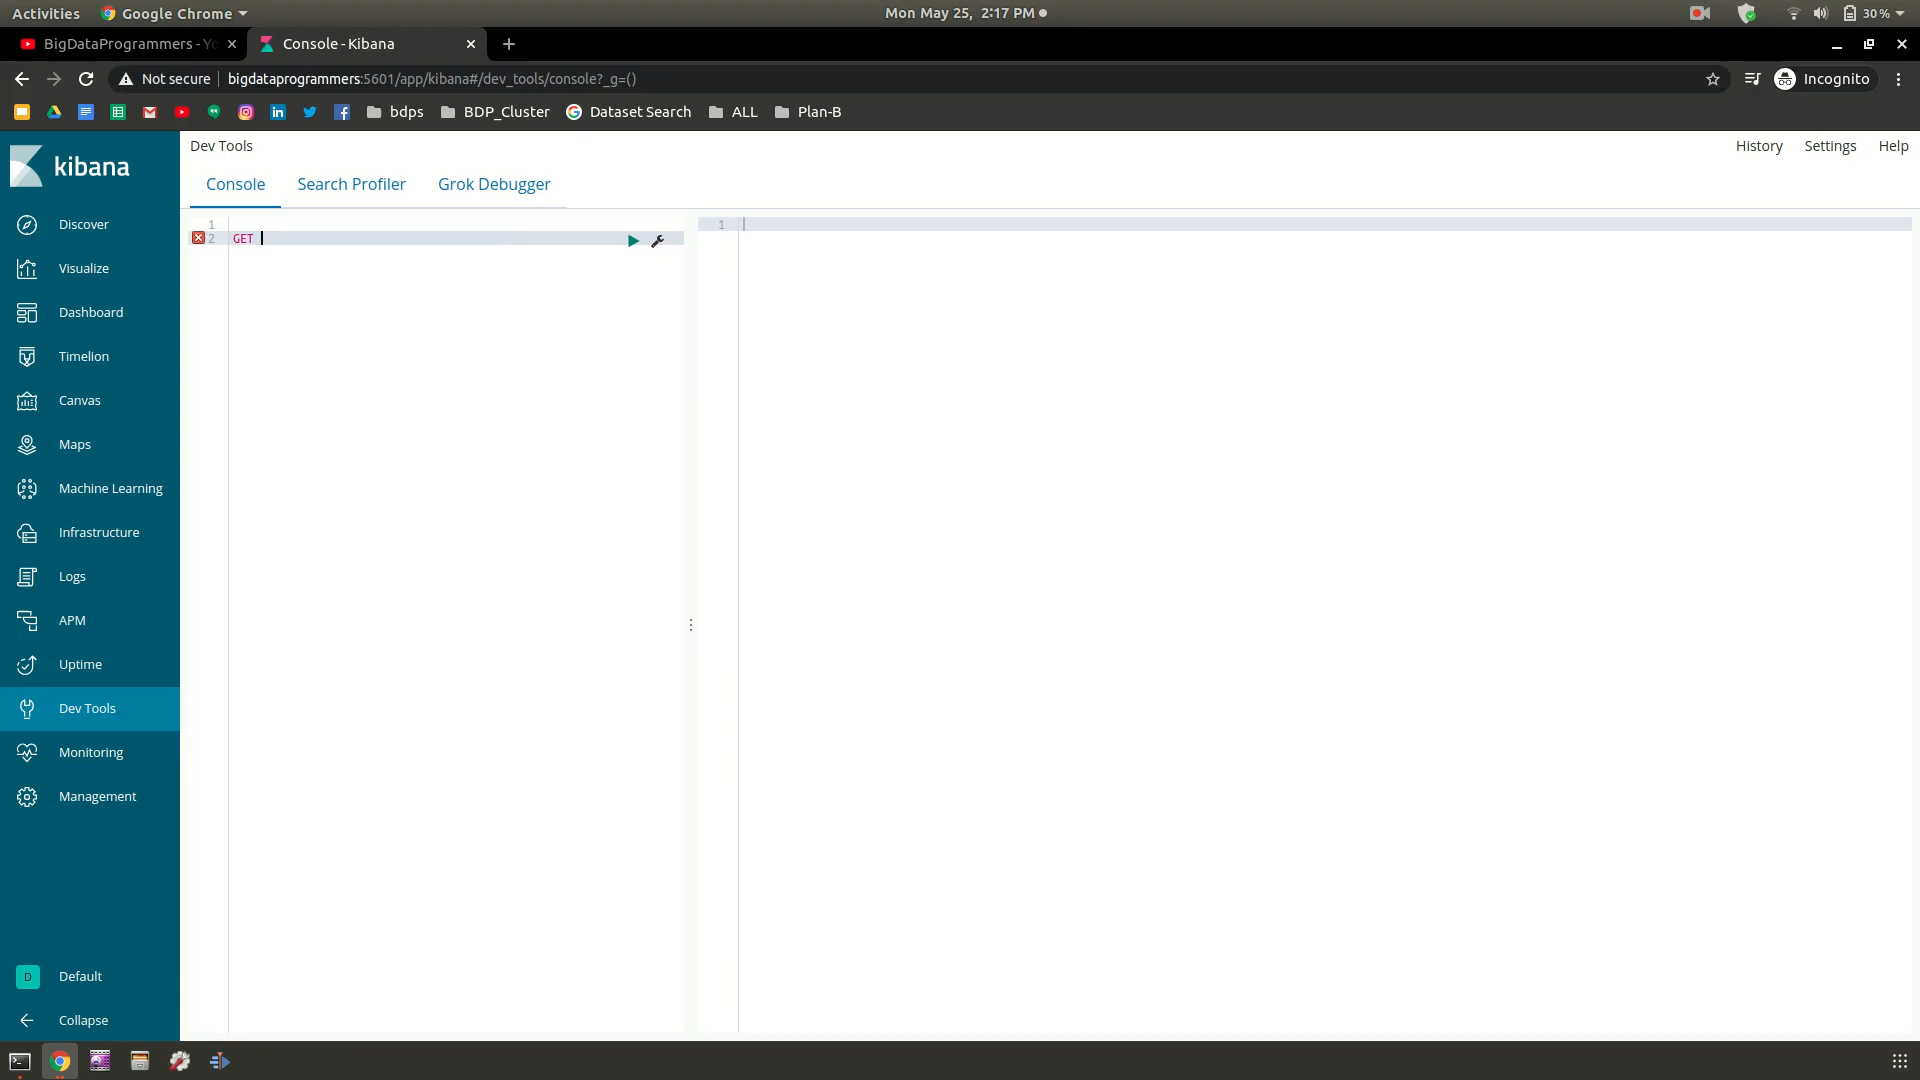 Activities Google Chrome Mon May 25, 2:17 PM 30 %
BigDataProgrammers - Yo Console - Kibana
Not secure bigdataprogrammers:5601/app/kibana#/dev_tools/console?_g=() Incognito
bdps BDP_Cluster Dataset Search ALL Plan-B
kibana
Discover
Visualize
Dashboard
Timelion
Canvas
Maps
Machine Learning
Infrastructure
Logs
APM
Uptime
Dev Tools
Monitoring
Management
D Default
Collapse
Dev Tools History Settings Help
Console Search Profiler Grok Debugger
1
2 GET
1